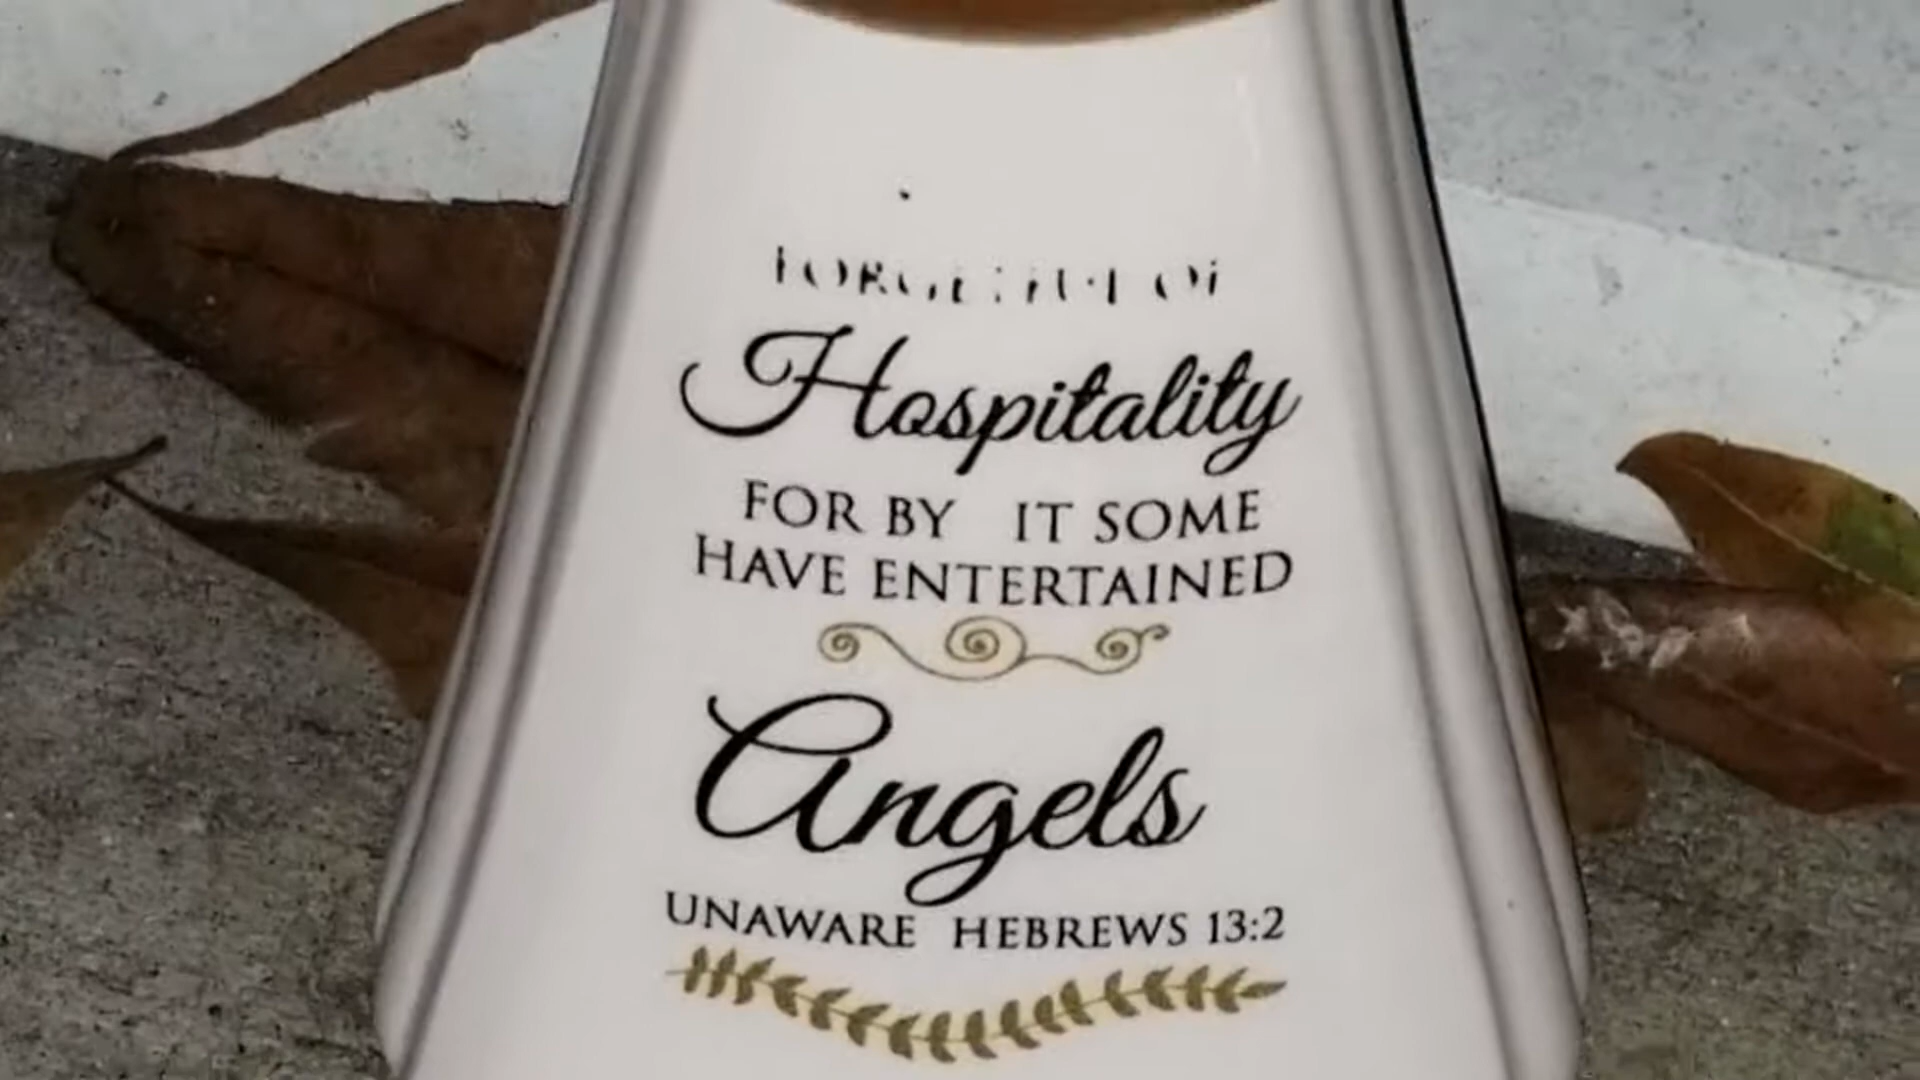 Hospitality
FOR BY IT SOME
HAVE ENTERTAINED
Angels
UNAWARE HEBREWS 13:2